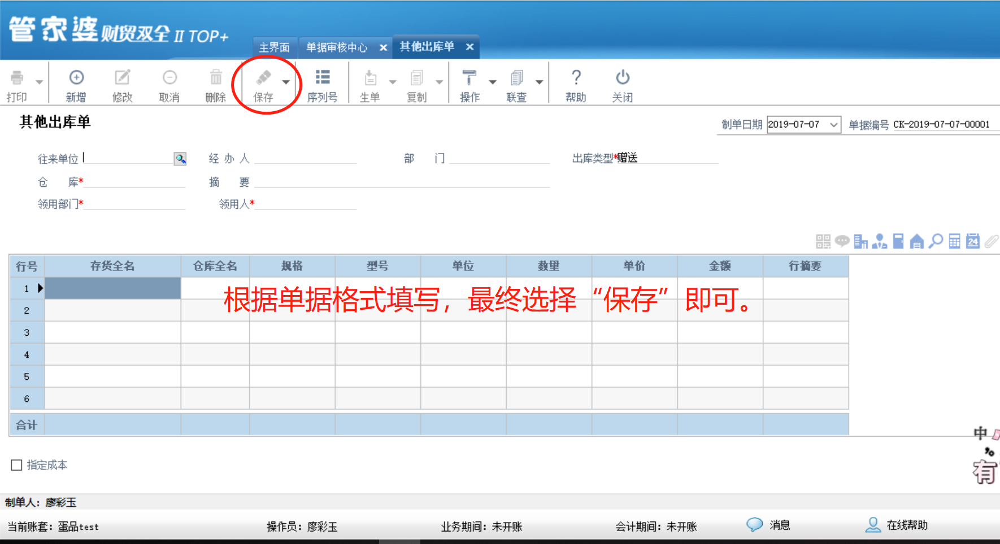 管家婆 财贸双全 II TOP+
主界面 单据审核中心 × 其他出库单 ×
打印 新增 修改 取消 删除 保存 序列号 生单 复制 操作 联查 帮助 关闭
其他出库单
制单日期 2019-07-07 单据编号 CK-2019-07-07-00001
往来单位 经办人 部门 出库类型*赠送
仓库* 摘要
领用部门* 领用人*
24
行号 存货全名 仓库全名 规格 型号 单位 数量 单价 金额 行摘要
1
根据单据格式填写，最终选择“保存”即可。
2
3
4
5
6
合计
中
有
指定成本
制单人：廖彩玉
当前账套：蛋品test 操作员：廖彩玉 业务期间：未开账 会计期间：未开账 消息 在线帮助